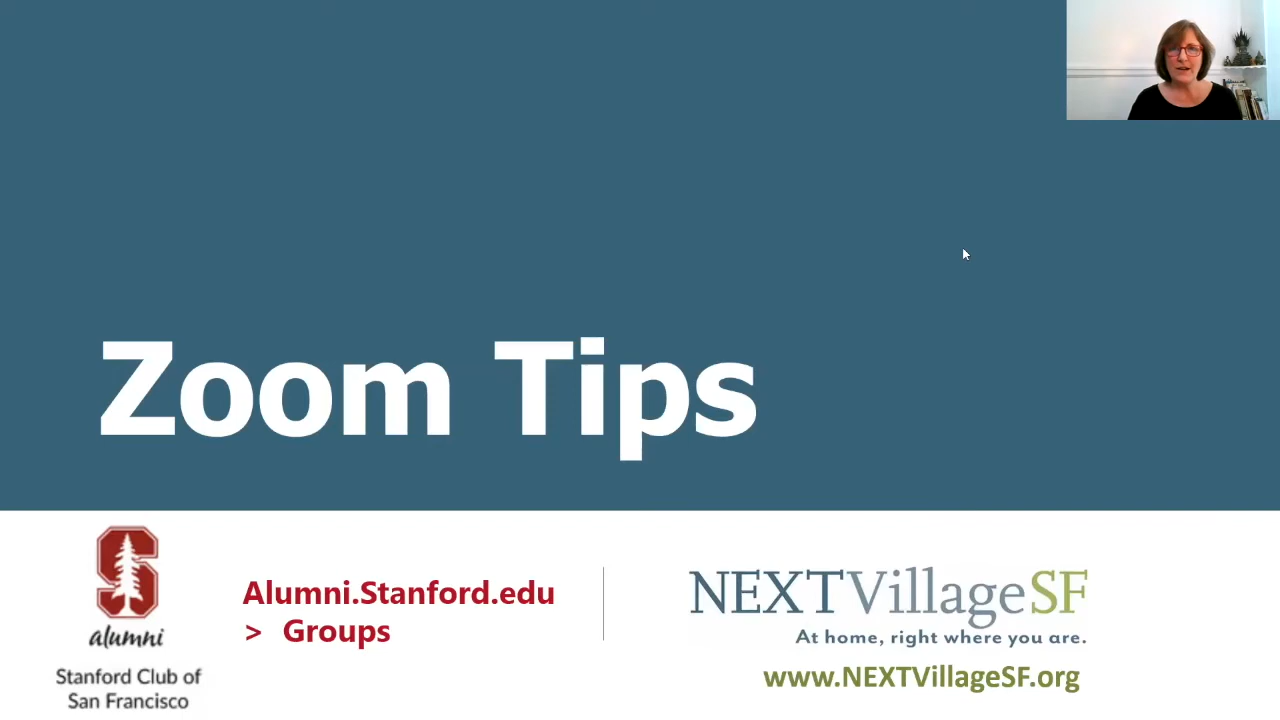 Zoom Tips
S
alumni
Stanford Club of
San Francisco
Alumni.Stanford.edu
> Groups
NEXTVillageSF
At home, right where you are.
www.NEXTVillageSF.org